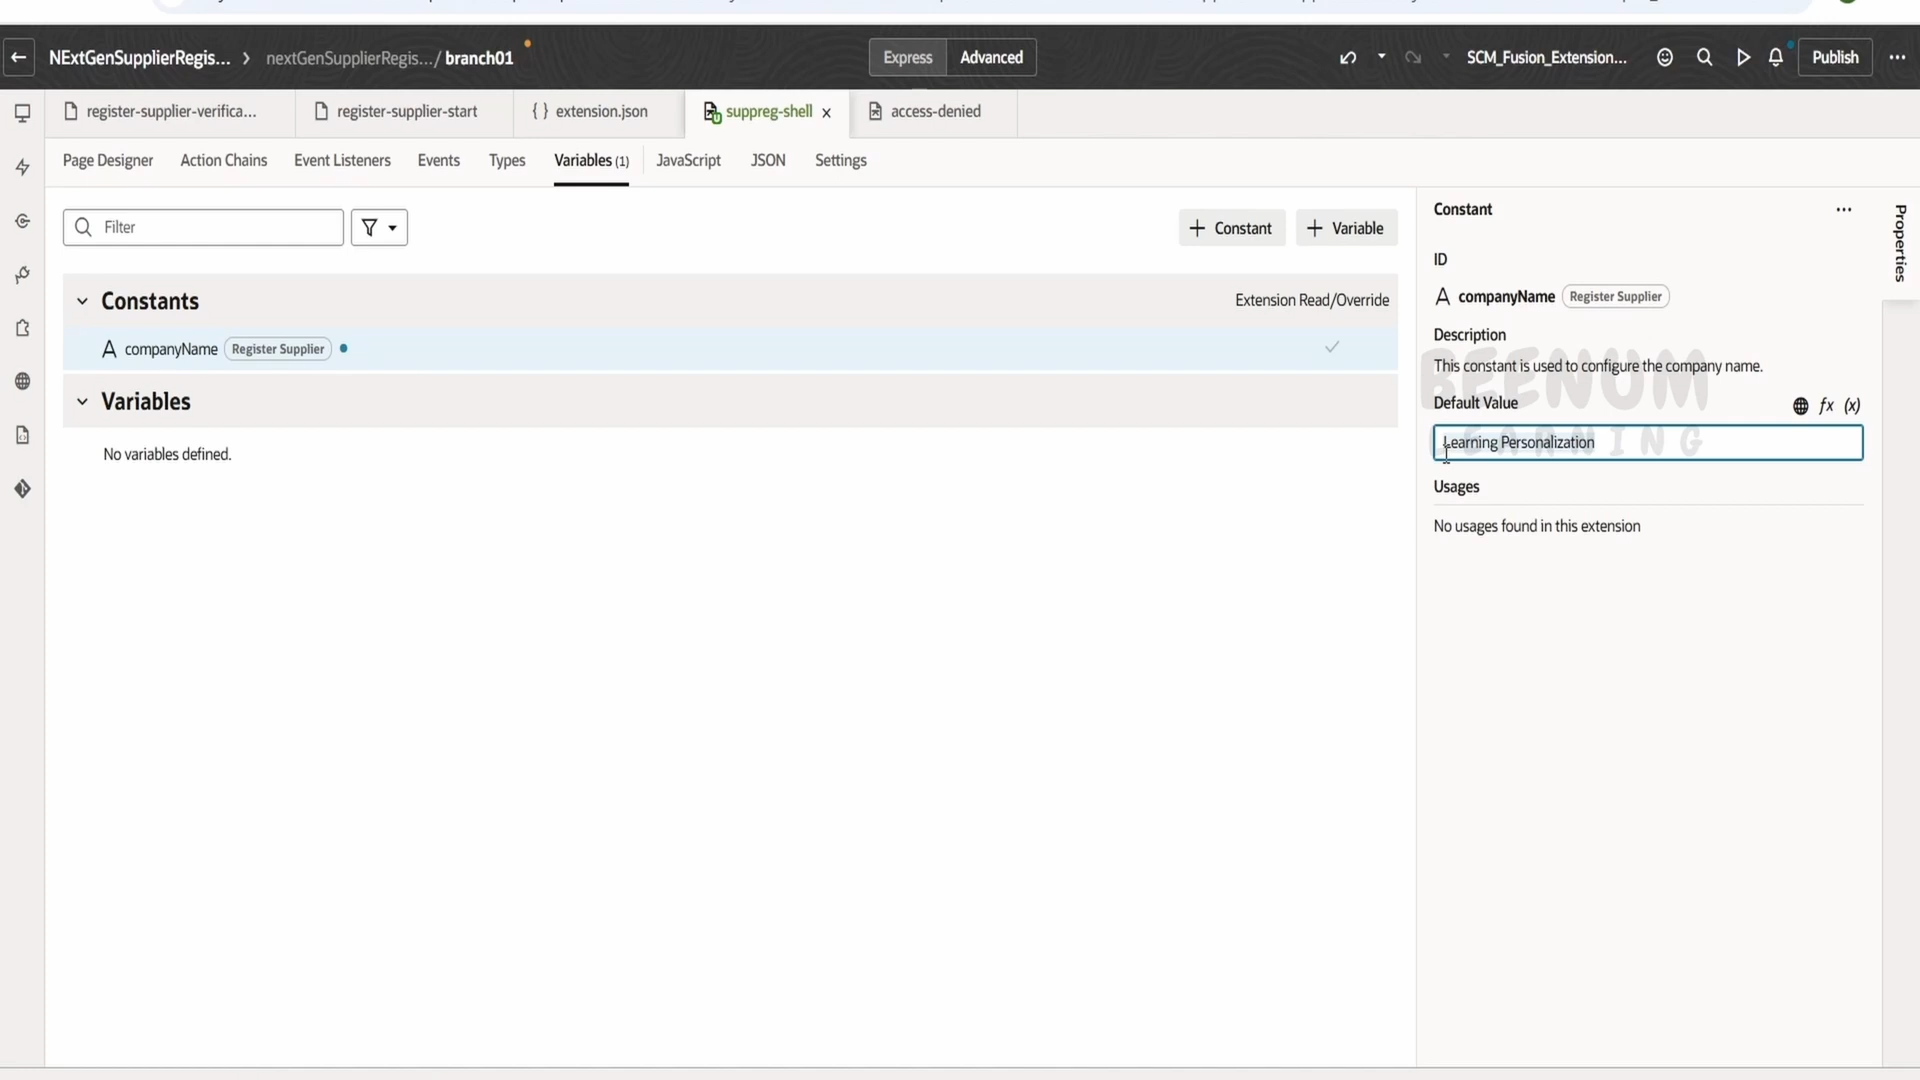 NExtGenSupplierRegis... > nextGenSupplierRegis.../ branch01
Express Advanced
SCM_Fusion_Extension...
Publish
register-supplier-verifica...
register-supplier-start
{ } extension.json
suppreg-shell
access-denied
Page Designer
Action Chains
Event Listeners
Events
Types
Variables (1)
JavaScript
JSON
Settings
Filter
+ Constant
+ Variable
Constants
Extension Read/Override
companyName Register Supplier
Variables
No variables defined.
Constant
Properties
ID
companyName Register Supplier
Description
This constant is used to configure the company name.
BEENUM
Default Value
fx (x)
Learning Personalization
LEARNING
Usages
No usages found in this extension